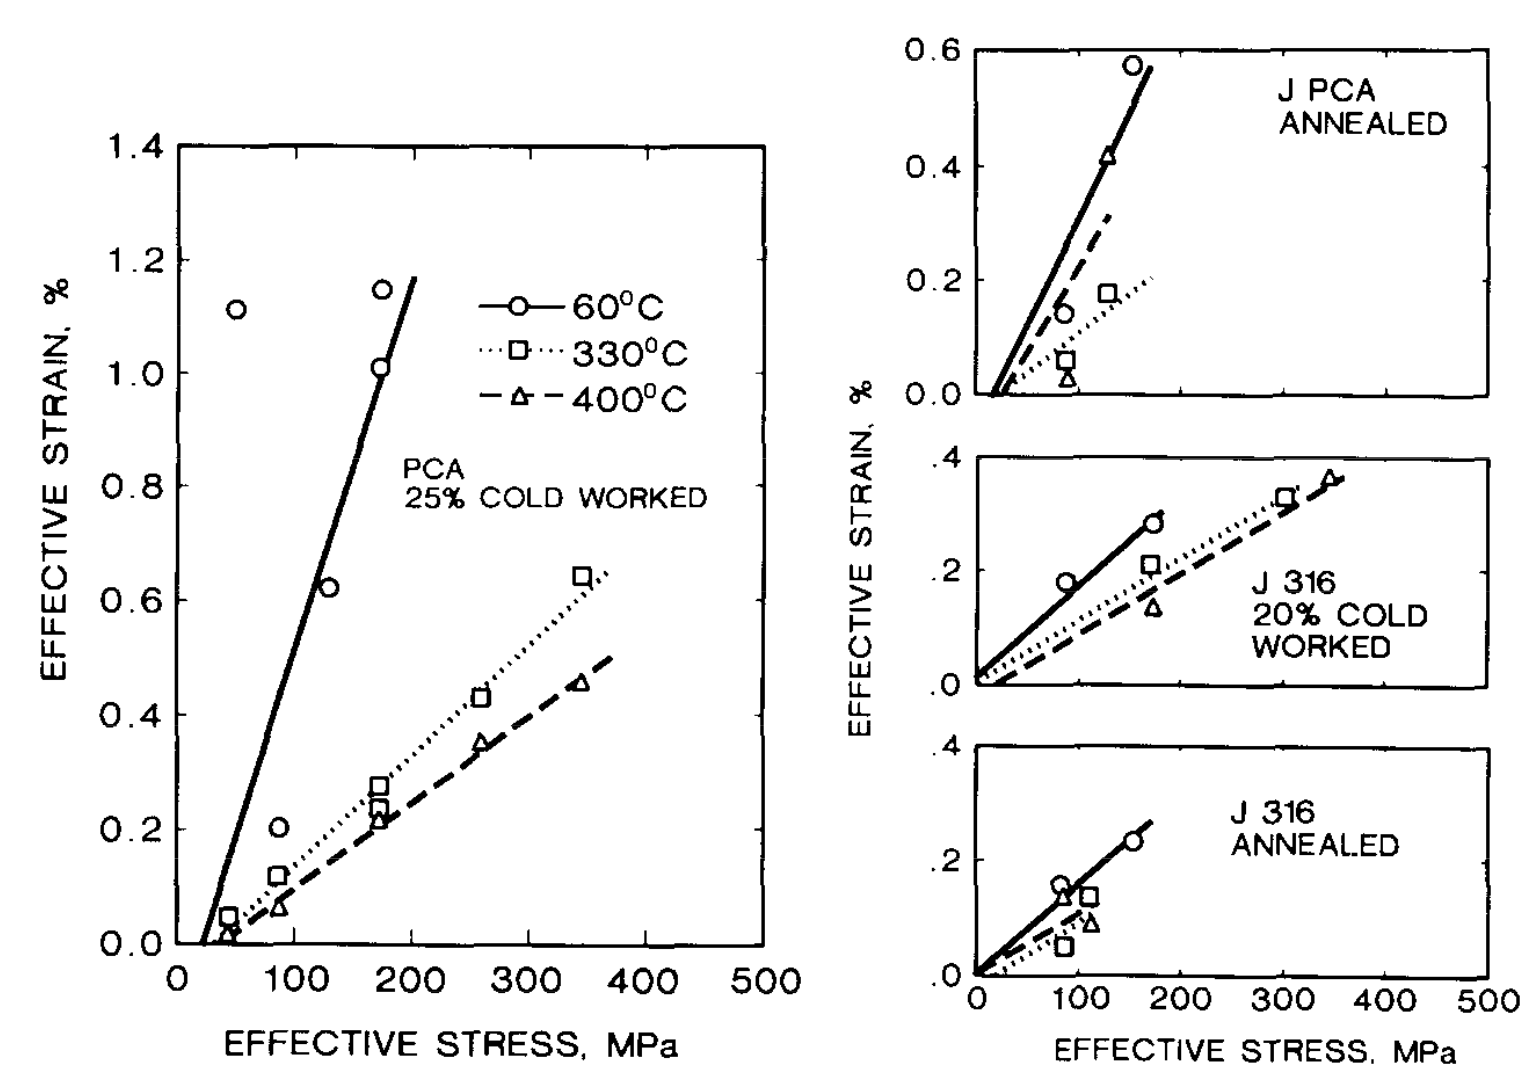 1.4
1.2
1.0
0.8
0.6
0.4
0.2
0.0
0 100 200 300 400 500
EFFECTIVE STRAIN, %
EFFECTIVE STRESS, MPa
60⁰C
330⁰C
400⁰C
PCA
25% COLD WORKED
0.6
0.4
0.2
0.0
J PCA
ANNEALED
.4
.2
.0
J 316
20% COLD
WORKED
.4
.2
.0
J 316
ANNEALED
0 100 200 300 400 500
EFFECTIVE STRAIN, %
EFFECTIVE STRESS, MPa